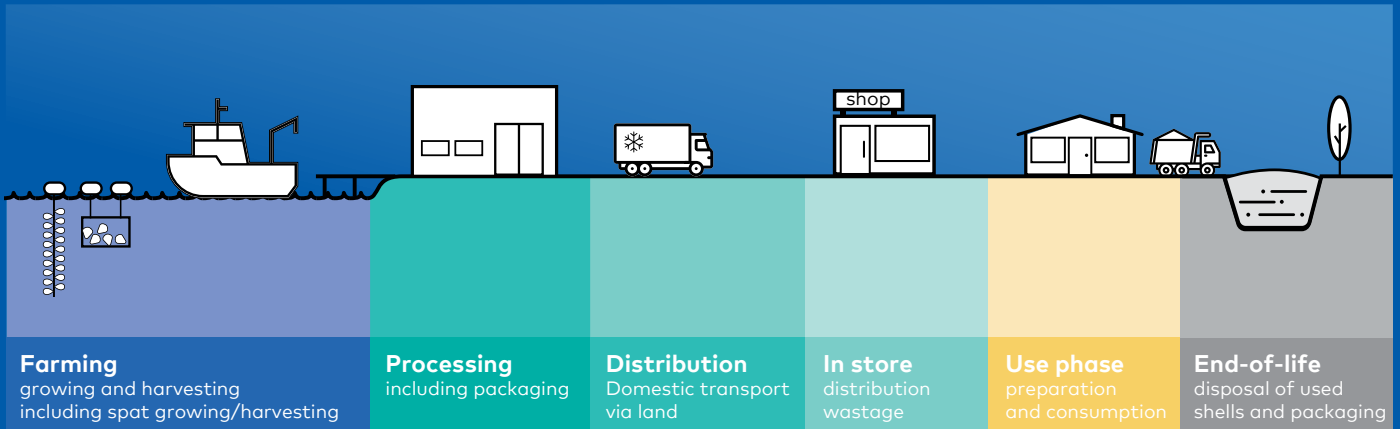 shop
Farming
growing and harvesting
including spat growing/harvesting
Processing
including packaging
Distribution
Domestic transport
via land
In store
distribution
wastage
Use phase
preparation
and consumption
End-of-life
disposal of used
shells and packaging